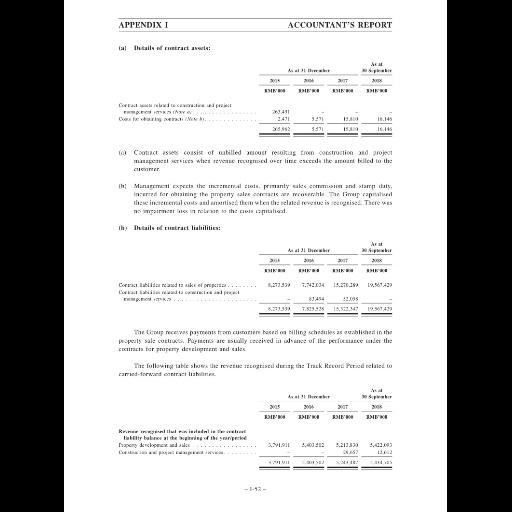 APPENDIX I ACCOUNTANT'S REPORT
(a) Details of contract assets:
As at
As at 31 December 30 September
2015 2016 2017 2018
RMB'000 RMB'000 RMB'000 RMB'000
Contract assets related to construction and project
management services (Note a) 263,491 – – –
Costs for obtaining contracts (Note b) 2,471 5,571 15,810 16,146
265,962 5,571 15,810 16,146
(a) Contract assets consist of unbilled amount resulting from construction and project
management services when revenue recognised over time exceeds the amount billed to the
customer.
(b) Management expects the incremental costs, primarily sales commission and stamp duty,
incurred for obtaining the property sales contracts are recoverable. The Group capitalised
these incremental costs and amortised them when the related revenue is recognised. There was
no impairment loss in relation to the costs capitalised.
(b) Details of contract liabilities:
As at
As at 31 December 30 September
2015 2016 2017 2018
RMB'000 RMB'000 RMB'000 RMB'000
Contract liabilities related to sales of properties 8,273,539 7,742,034 15,270,289 19,567,429
Contract liabilities related to construction and project
management services – 83,494 52,058 –
8,273,539 7,825,528 15,322,347 19,567,429
The Group receives payments from customers based on billing schedules as established in the
property sale contracts. Payments are usually received in advance of the performance under the
contracts for property development and sales.
The following table shows the revenue recognised during the Track Record Period related to
carried-forward contract liabilities.
As at
As at 31 December 30 September
2015 2016 2017 2018
RMB'000 RMB'000 RMB'000 RMB'000
Revenue recognised that was included in the contract
liability balance at the beginning of the year/period
Property development and sales 3,791,911 5,403,502 5,213,830 5,422,093
Construction and project management services – – 29,657 12,612
3,791,911 5,403,502 5,243,487 5,434,705
– I-52 –